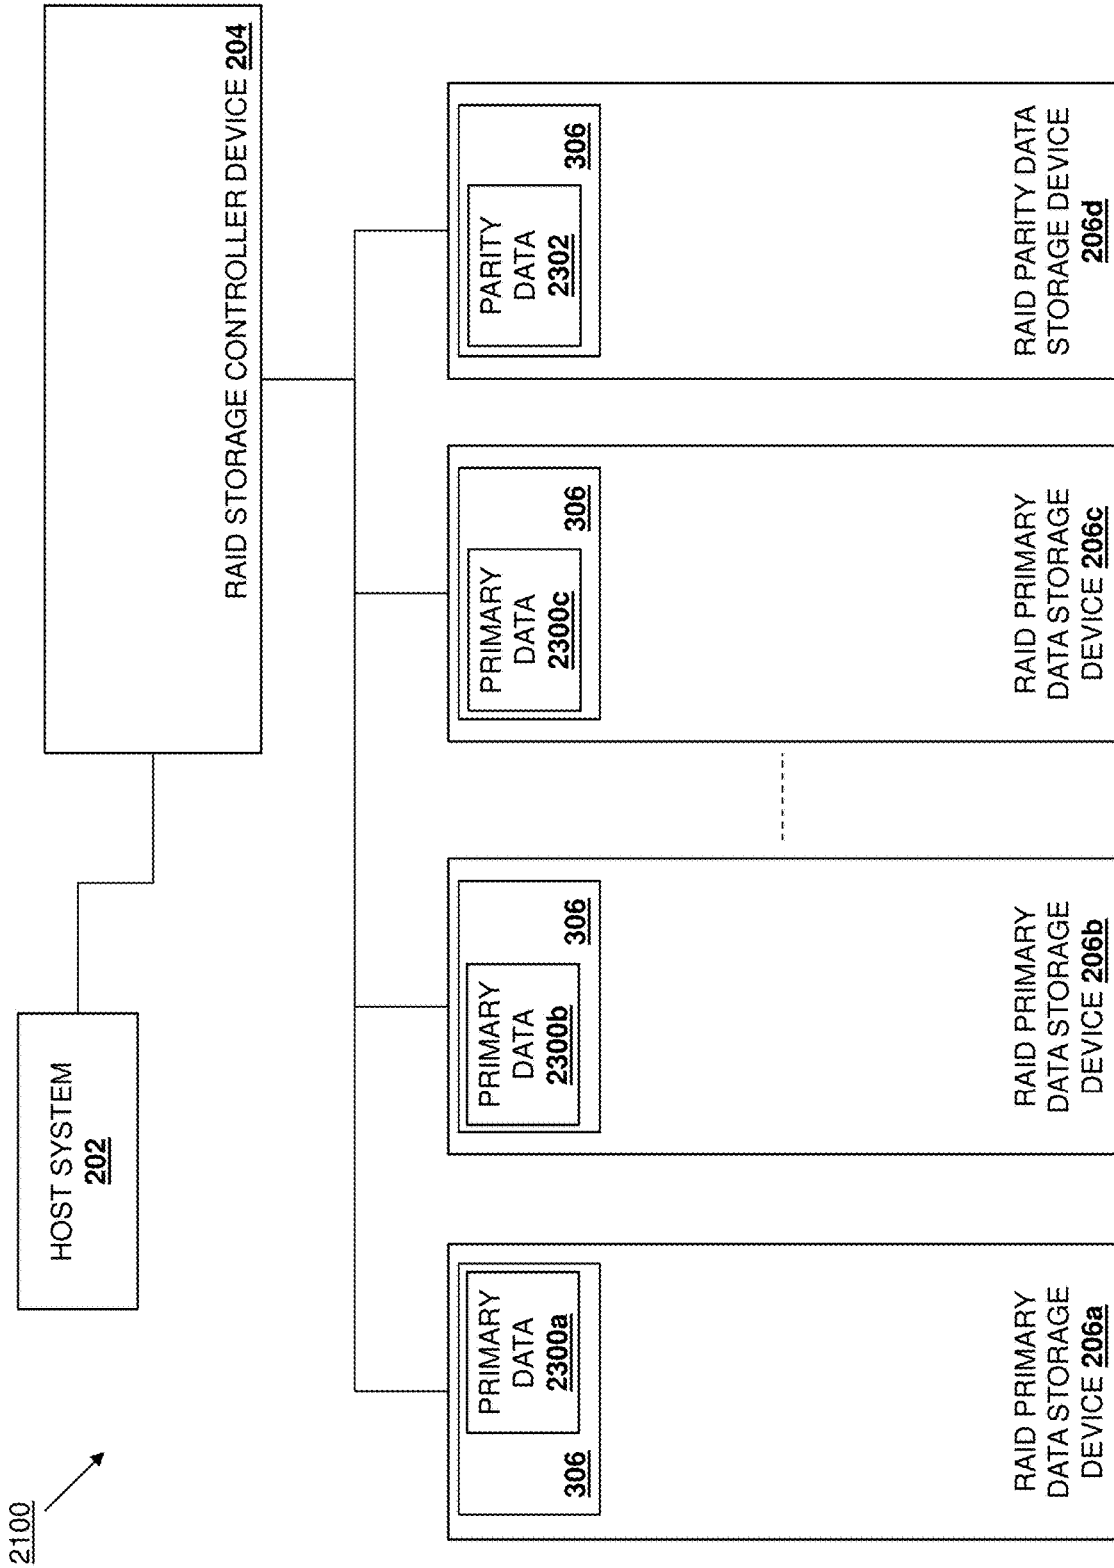 2100
HOST SYSTEM
202
RAID STORAGE CONTROLLER DEVICE 204
PRIMARY
DATA
2300a
306
RAID PRIMARY
DATA STORAGE
DEVICE 206a
PRIMARY
DATA
2300b
306
RAID PRIMARY
DATA STORAGE
DEVICE 206b
PRIMARY
DATA
2300c
306
RAID PRIMARY
DATA STORAGE
DEVICE 206c
PARITY
DATA
2302
306
RAID PARITY DATA
STORAGE DEVICE
206d